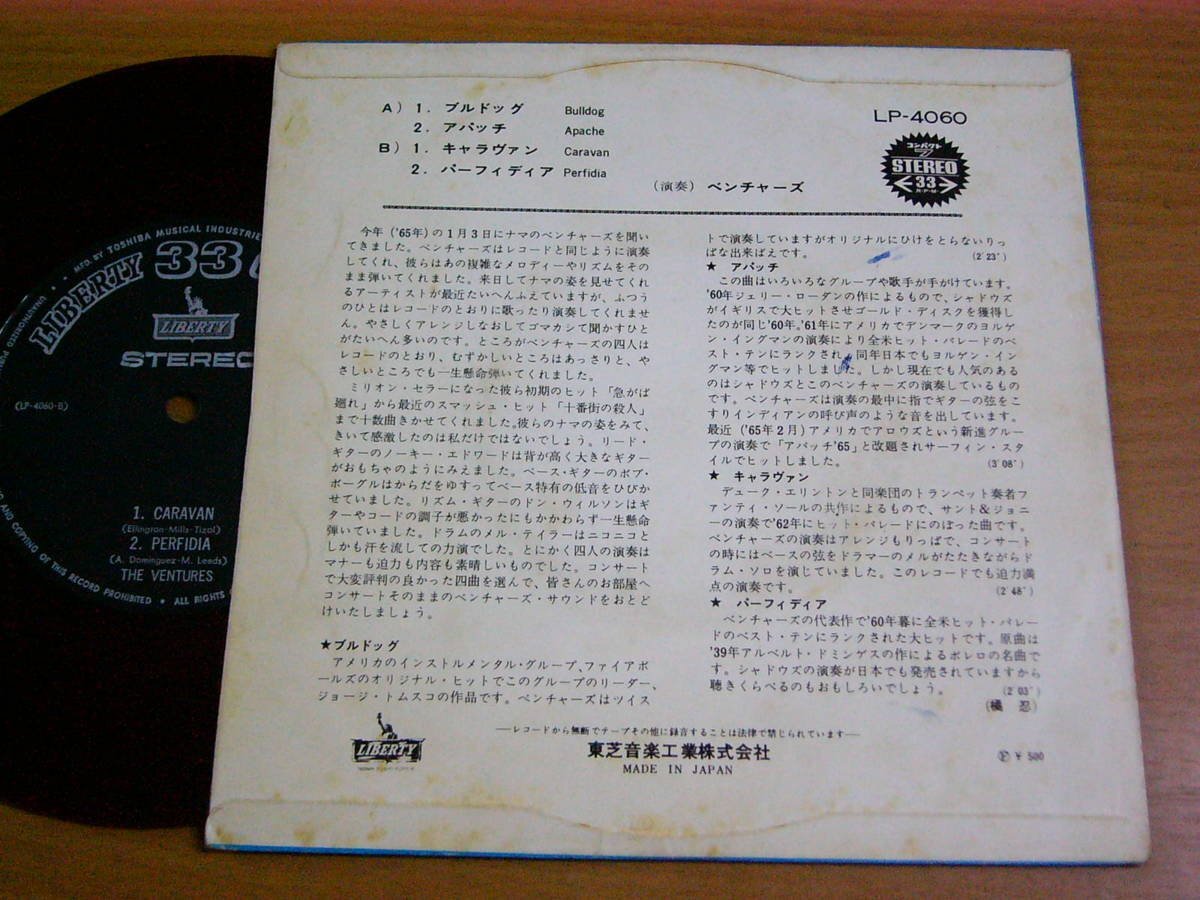 A) 1. ブルドッグ Bulldog
2. アパッチ Apache
B) 1. キャラヴァン Caravan
2. パーフィディア Perfidia
(演奏) ベンチャーズ
LP-4060
コンパクト
STEREO
33
R・P・M
今年('65年)の1月3日にナマのベンチャーズを聞い
てきました。ベンチャーズはレコードと同じように演奏
してくれ、彼らはあの複雑なメロディーやリズムをその
まま弾いてくれました。来日してナマの姿を見せてくれ
るアーティストが最近たいへんふえていますが、ふつう
のひとはレコードのとおりに歌ったり演奏してくれませ
ん。やさしくアレンジしなおしてゴマカシて聞かすひと
がたいへん多いのです。ところがベンチャーズの四人は
レコードのとおり、むずかしいところはあっさりと、や
さしいところでも一生懸命弾いてくれました。
ミリオン・セラーになった彼ら初期のヒット「急がば
廻れ」から最近のスマッシュ・ヒット「十番街の殺人」
まで十数曲きかせてくれました。彼らのナマの姿をみて、
きいて感激したのは私だけではないでしょう。リード・
ギターのノーキー・エドワードは背が高く大きなギター
がおもちゃのようにみえました。ベース・ギターのボブ・
ボーグルはからだをゆすってベース特有の低音をひびか
せていました。リズム・ギターのドン・ウィルソンはギ
ターやコードの調子が悪かったにもかかわらず一生懸命
弾いていました。ドラムのメル・テイラーはニコニコと
しかも汗を流しての力演でした。とにかく四人の演奏は
マナーも迫力も内容も素晴しいものでした。コンサート
で大変評判の良かった四曲を選んで、皆さんのお部屋へ
コンサートそのままのベンチャーズ・サウンドをおとど
けいたしましょう。
★ブルドッグ
アメリカのインストルメンタル・グループ、ファイアボ
ールズのオリジナル・ヒットでこのグループのリーダー、
ジョージ・トムスコの作品です。ベンチャーズはツイス
トで演奏していますがオリジナルにひけをとらないりっ
ぱな出来ばえです。 (2′23″)
★ アパッチ
この曲はいろいろなグループや歌手が手がけています。
'60年ジェリー・ローダンの作によるもので、シャドウズ
がイギリスで大ヒットさせゴールド・ディスクを獲得し
たのが同じ'60年。'61年にアメリカでデンマークのヨルゲ
ン・イングマンの演奏により全米ヒット・パレードのベ
スト・テンにランクされ、同年日本でもヨルゲン・イン
グマン等でヒットしました。しかし現在でも人気のある
のはシャドウズとこのベンチャーズの演奏しているもの
です。ベンチャーズは演奏の最中に指でギターの弦をこ
すりインディアンの呼び声のような音を出しています。
最近('65年2月)アメリカでアロウズという新進グルー
プの演奏で「アパッチ'65」と改題されサーフィン・スタ
イルでヒットしました。 (3′08″)
★ キャラヴァン
デューク・エリントンと同楽団のトランペット奏者フ
ァンティ・ソールの共作によるもので、サント&ジョニ
ーの演奏で'62年にヒット・パレードにのぼった曲です。
ベンチャーズの演奏はアレンジもりっぱで、コンサート
の時にはベースの弦をドラマーのメルがたたきながらド
ラム・ソロを演じていました。このレコードでも迫力満
点の演奏です。 (2′48″)
★ パーフィディア
ベンチャーズの代表作で'60年暮に全米ヒット・パレー
ドのベスト・テンにランクされた大ヒットです。原曲は
'39年アルベルト・ドミンゲスの作によるボレロの名曲で
す。シャドウズの演奏が日本でも発売されていますから
聴きくらべるのもおもしろいでしょう。 (2′03″)
(橘 忍)
LIBERTY
―レコードから無断でテープその他に録音することは法律で禁じられています―
東芝音楽工業株式会社
MADE IN JAPAN
Ⓟ ¥500
MFD BY TOSHIBA MUSICAL INDUSTRIE
LIBERTY 33
LIBERTY
STEREO
(LP-4060-B)
1. CARAVAN
(Ellington-Mills-Tizol)
2. PERFIDIA
(A. Dominguez-M. Leeds)
THE VENTURES
AND COPYING OF THIS RECORD PROHIBITED • ALL RIGHTS